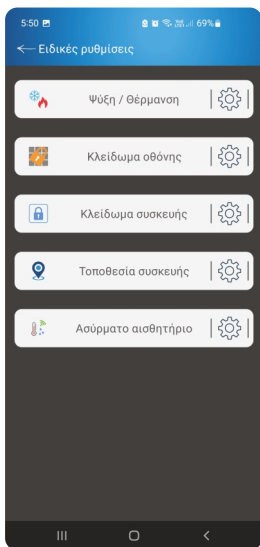 5:50 69%
Ειδικές ρυθμίσεις
Ψύξη / Θέρμανση
Κλείδωμα οθόνης
Κλείδωμα συσκευής
Τοποθεσία συσκευής
Ασύρματο αισθητήριο